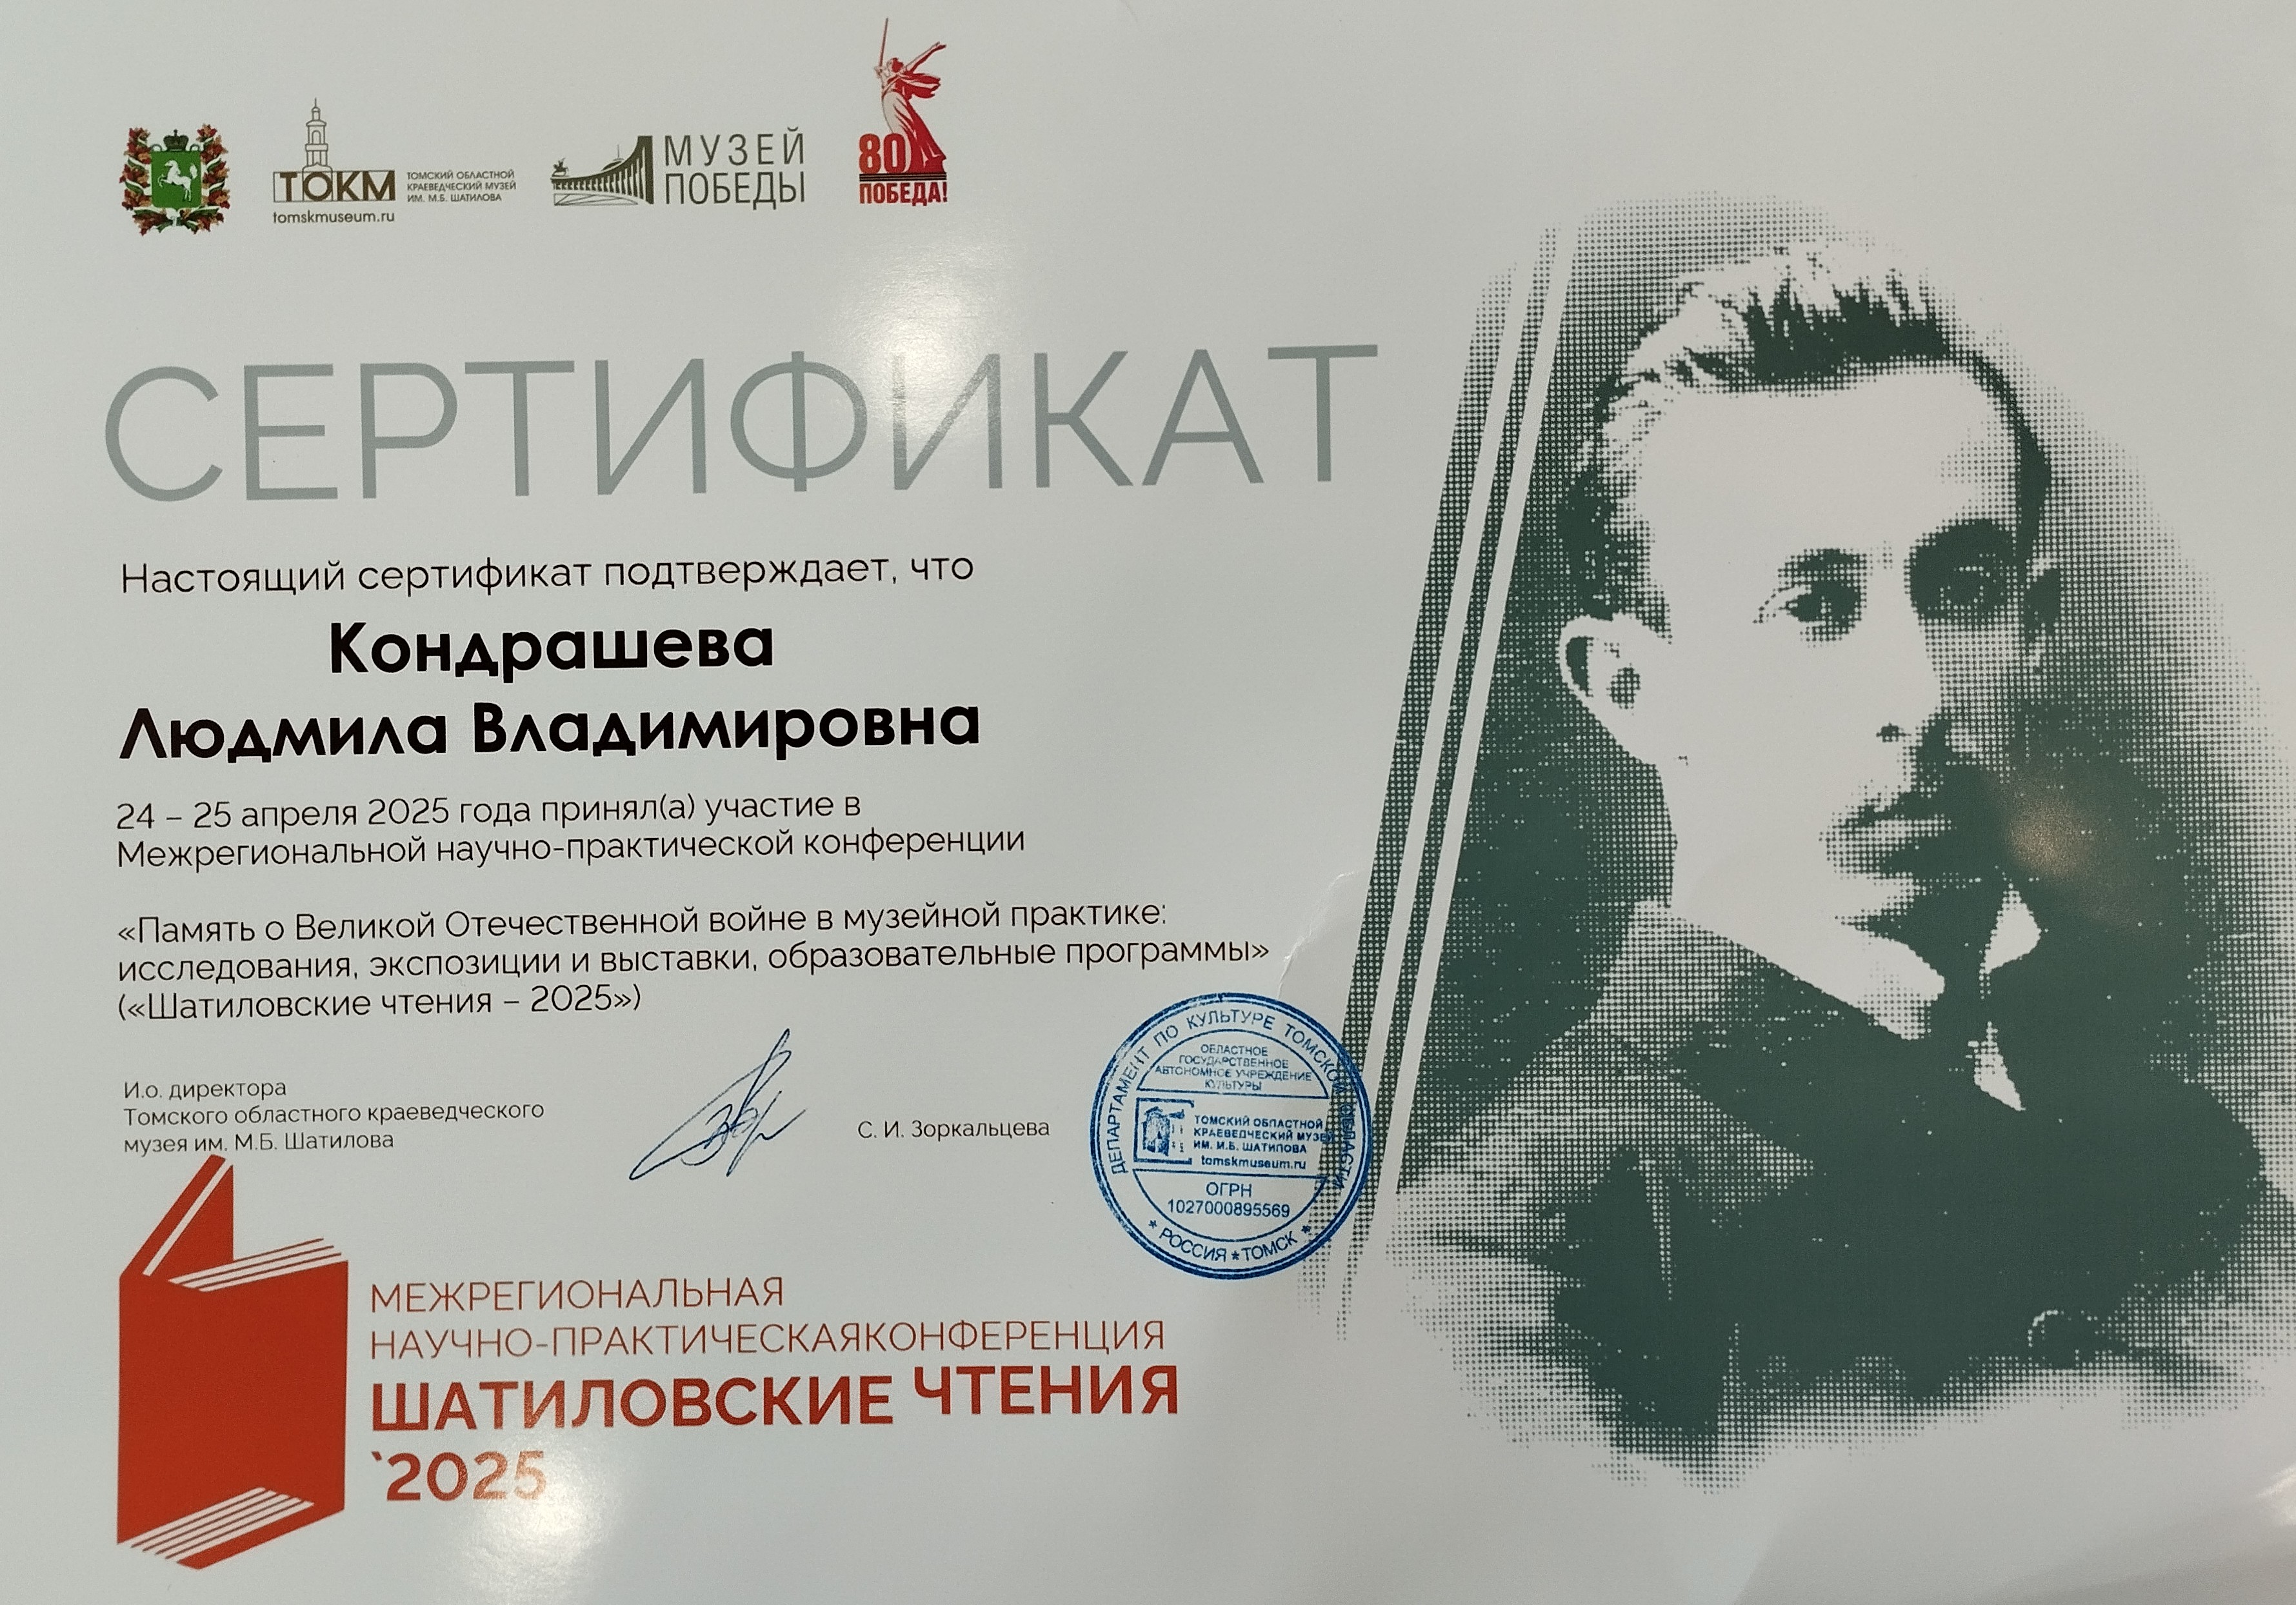 ТОКМ
ТОМСКИЙ ОБЛАСТНОЙ
КРАЕВЕДЧЕСКИЙ МУЗЕЙ
ИМ. М.Б. ШАТИЛОВА
tomskmuseum.ru
МУЗЕЙ
ПОБЕДЫ
80
ПОБЕДА!
СЕРТИФИКАТ
Настоящий сертификат подтверждает, что
Кондрашева
Людмила Владимировна
24 – 25 апреля 2025 года принял(а) участие в
Межрегиональной научно-практической конференции
«Память о Великой Отечественной войне в музейной практике:
исследования, экспозиции и выставки, образовательные программы»
(«Шатиловские чтения – 2025»)
И.о. директора
Томского областного краеведческого
музея им. М.Б. Шатилова
С. И. Зоркальцева
ДЕПАРТАМЕНТ ПО КУЛЬТУРЕ ТОМСКОЙ ОБЛАСТИ
ОБЛАСТНОЕ
ГОСУДАРСТВЕННОЕ
АВТОНОМНОЕ УЧРЕЖДЕНИЕ
КУЛЬТУРЫ
ТОМСКИЙ ОБЛАСТНОЙ
КРАЕВЕДЧЕСКИЙ МУЗЕЙ
ИМ. М.Б. ШАТИЛОВА
tomskmuseum.ru
ОГРН
1027000895569
* РОССИЯ * ТОМСК *
МЕЖРЕГИОНАЛЬНАЯ
НАУЧНО-ПРАКТИЧЕСКАЯКОНФЕРЕНЦИЯ
ШАТИЛОВСКИЕ ЧТЕНИЯ
`2025